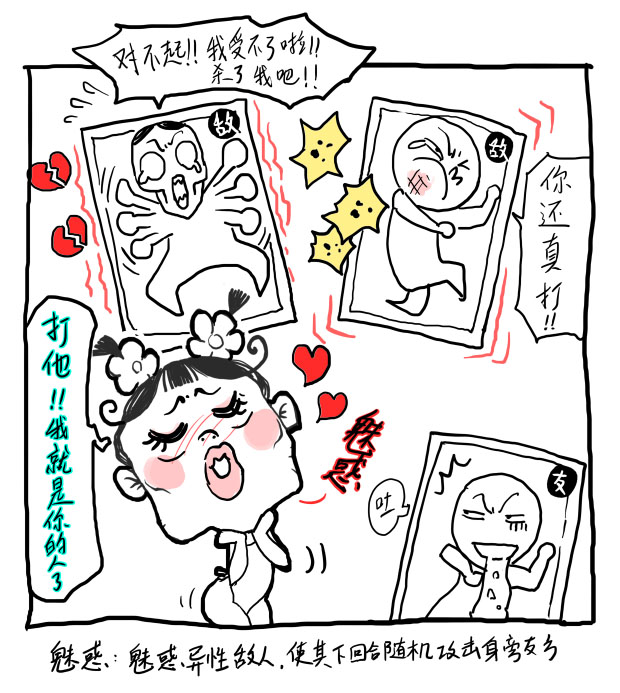 对不起!! 我受不了啦!!
杀了我吧!!
敌
敌
你还真打!!
打他!!我就是你的人了
魅惑
友
吐
魅惑: 魅惑异性敌人,使其下回合随机攻击身旁友方